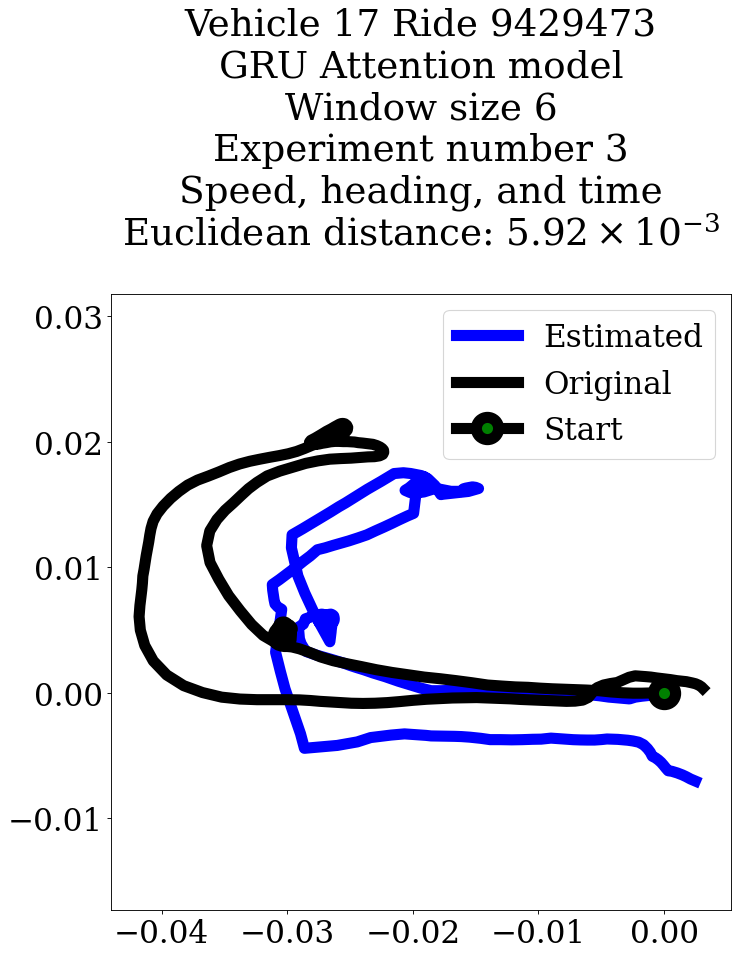 Vehicle 17 Ride 9429473
GRU Attention model
Window size 6
Experiment number 3
Speed, heading, and time
Euclidean distance: 5.92 × 10⁻³
Estimated
Original
Start
0.03
0.02
0.01
0.00
−0.01
−0.04 −0.03 −0.02 −0.01 0.00